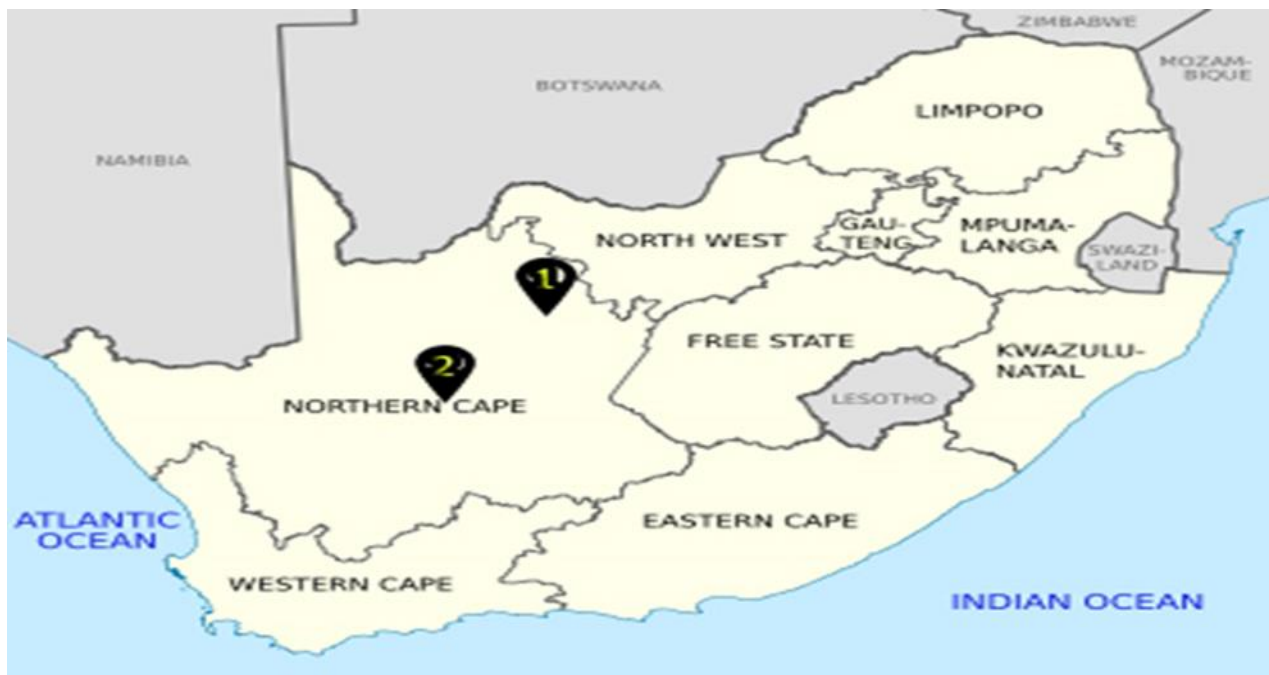 ZIMBABWE
MOZAM-
BIQUE
BOTSWANA
LIMPOPO
NAMIBIA
GAU-
TENG
MPUMA-
LANGA
NORTH WEST
SWAZI-
LAND
1
FREE STATE
KWAZULU-
NATAL
2
LESOTHO
NORTHERN CAPE
ATLANTIC
OCEAN
EASTERN CAPE
WESTERN CAPE
INDIAN OCEAN